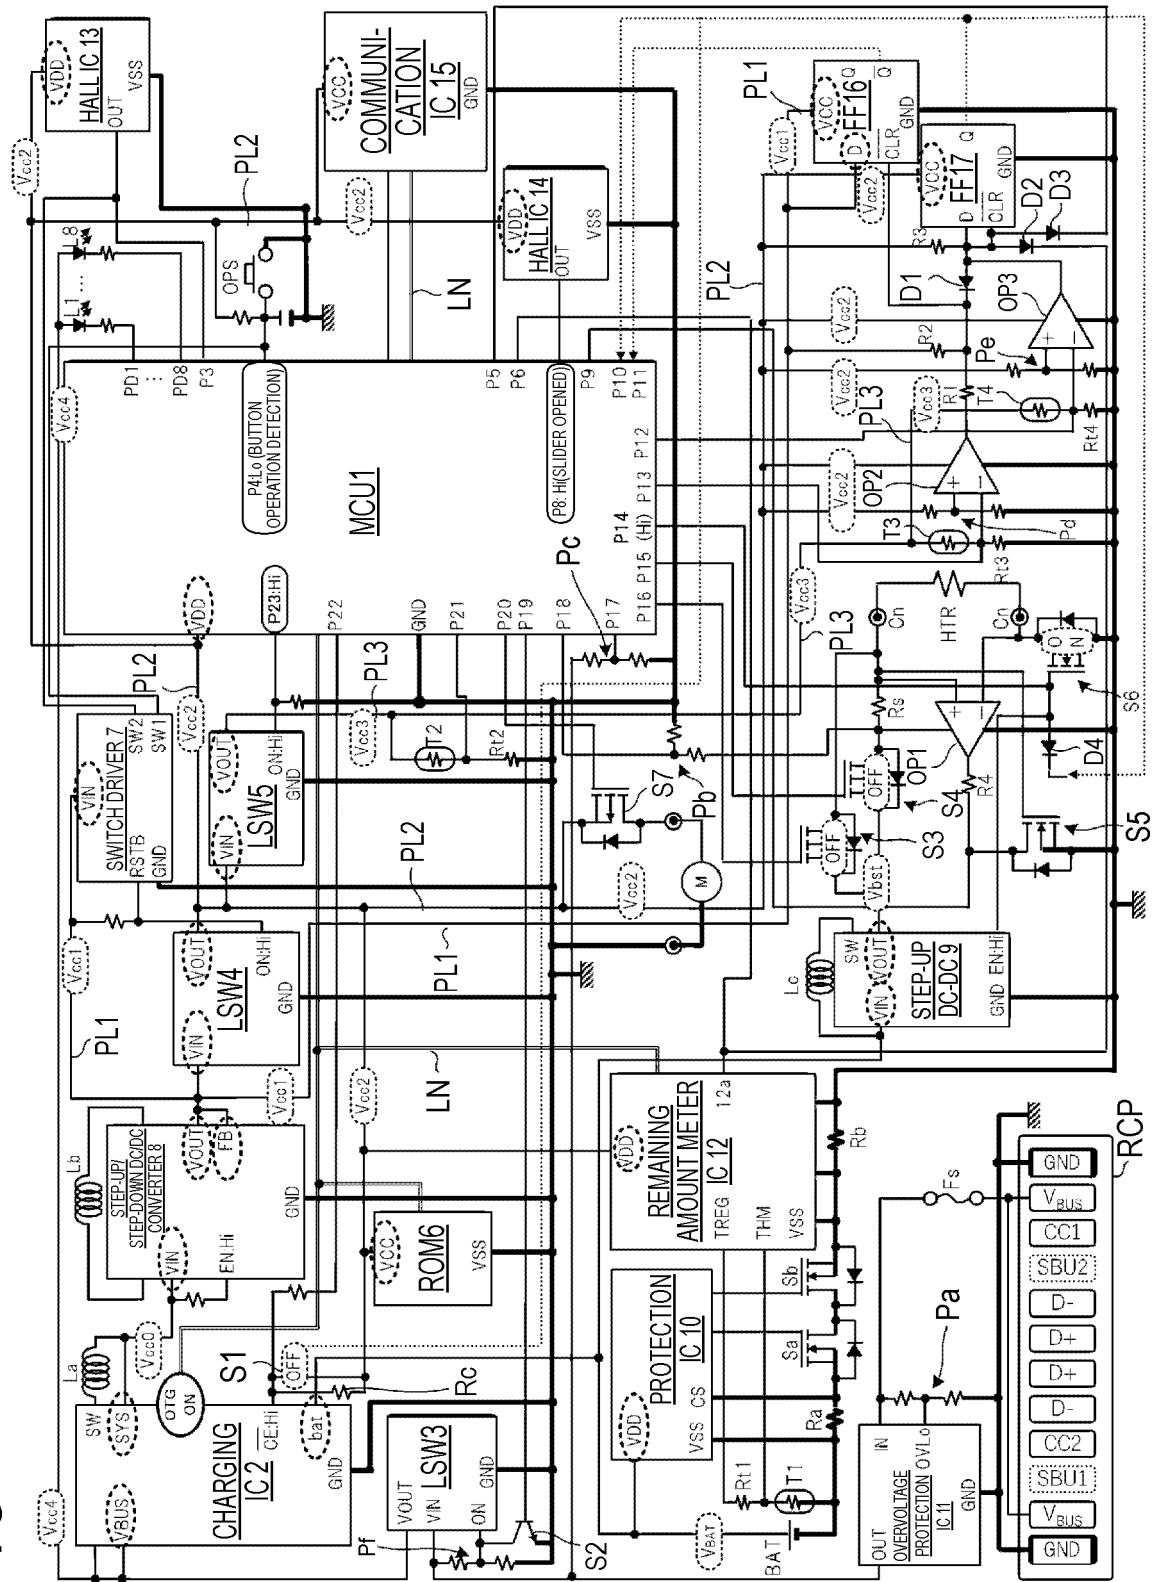 HALL IC 13
VDD
VSS
OUT
Vcc2
PL2
L8
L1
OPS
COMMUNI-
CATION
IC 15
VCC
GND
Vcc2
LN
HALL IC 14
VDD
VSS
OUT
MCU1
Vcc4
PD1
PD8
P3
P4:Lo (BUTTON
OPERATION DETECTION)
P5
P6
P8: Hi(SLIDER OPENED)
P9
P10
P11
P12
P13
P14
(Hi)
P15
P16
P17
P18
P19
P20
P21
GND
P22
P23:Hi
VDD
Pc
PL1
VCC
FF16
D
Q
Q
CLR
GND
Vcc1
Vcc2
VCC
FF17
D
Q
CLR
GND
D2
D3
R3
PL2
D1
OP3
Vcc2
R2
Pe
Vcc2
R1
T4
Rt4
Vcc3
PL3
OP2
Vcc2
T3
Pd
Rt3
Vcc3
PL3
Cn
HTR
Cn
ON
S6
Rs
OP1
D4
R4
OFF
S4
OFF
S3
Vbst
S5
SWITCH DRIVER 7
VIN
SW2
SW1
RSTB
GND
PL2
Vcc2
LSW5
VIN
VOUT
ON:Hi
GND
PL3
Vcc3
T2
Rt2
S7
Pb
M
Vcc2
PL2
PL1
Vcc1
PL1
LSW4
VIN
VOUT
ON:Hi
GND
STEP-UP
DC-DC 9
VIN
VOUT
SW
Lc
GND
EN:Hi
Lb
STEP-UP/
STEP-DOWN DC/DC
CONVERTER 8
VIN
VOUT
FB
EN:Hi
GND
Vcc1
Vcc2
LN
ROM6
VCC
VSS
REMAINING
AMOUNT METER
IC 12
VDD
12a
TREG
THM
VSS
Rb
La
Vcc0
SW
SYS
OTG
ON
S1
OFF
CHARGING
IC 2
VBUS
CE:Hi
bat
GND
Rc
Vcc4
LSW3
VOUT
VIN
ON
GND
Pf
S2
PROTECTION
IC 10
VDD
VSS
CS
Sa
Sb
Ra
Rt1
T1
VBAT
BAT
OVERVOLTAGE
PROTECTION IC 11
IN
OUT
OVLo
GND
Pa
Fs
RCP
GND
VBUS
CC1
SBU2
D-
D+
D+
D-
CC2
SBU1
VBUS
GND